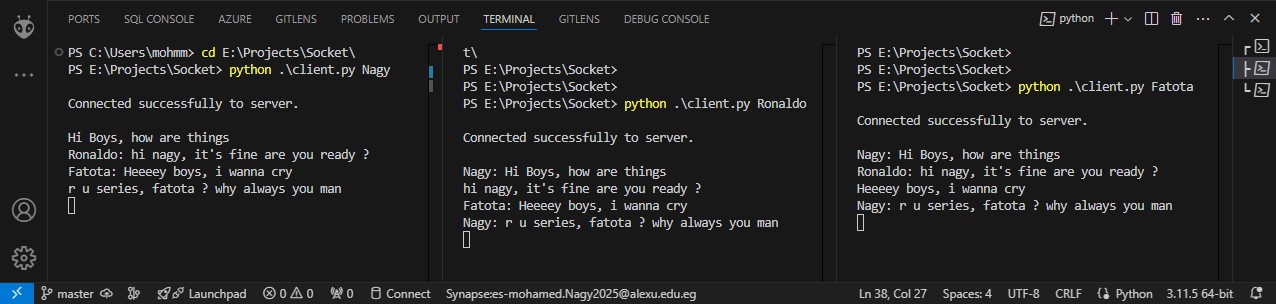 PORTS SQL CONSOLE AZURE GITLENS PROBLEMS OUTPUT TERMINAL GITLENS DEBUG CONSOLE python
PS C:\Users\mohmm> cd E:\Projects\Socket\
PS E:\Projects\Socket> python .\client.py Nagy
Connected successfully to server.
Hi Boys, how are things
Ronaldo: hi nagy, it's fine are you ready ?
Fatota: Heeeey boys, i wanna cry
r u series, fatota ? why always you man
t\
PS E:\Projects\Socket>
PS E:\Projects\Socket>
PS E:\Projects\Socket> python .\client.py Ronaldo
Connected successfully to server.
Nagy: Hi Boys, how are things
hi nagy, it's fine are you ready ?
Fatota: Heeeey boys, i wanna cry
Nagy: r u series, fatota ? why always you man
PS E:\Projects\Socket>
PS E:\Projects\Socket>
PS E:\Projects\Socket> python .\client.py Fatota
Connected successfully to server.
Nagy: Hi Boys, how are things
Ronaldo: hi nagy, it's fine are you ready ?
Heeeey boys, i wanna cry
Nagy: r u series, fatota ? why always you man
master Launchpad 0 0 0 Connect Synapse:es-mohamed.Nagy2025@alexu.edu.eg Ln 38, Col 27 Spaces: 4 UTF-8 CRLF Python 3.11.5 64-bit